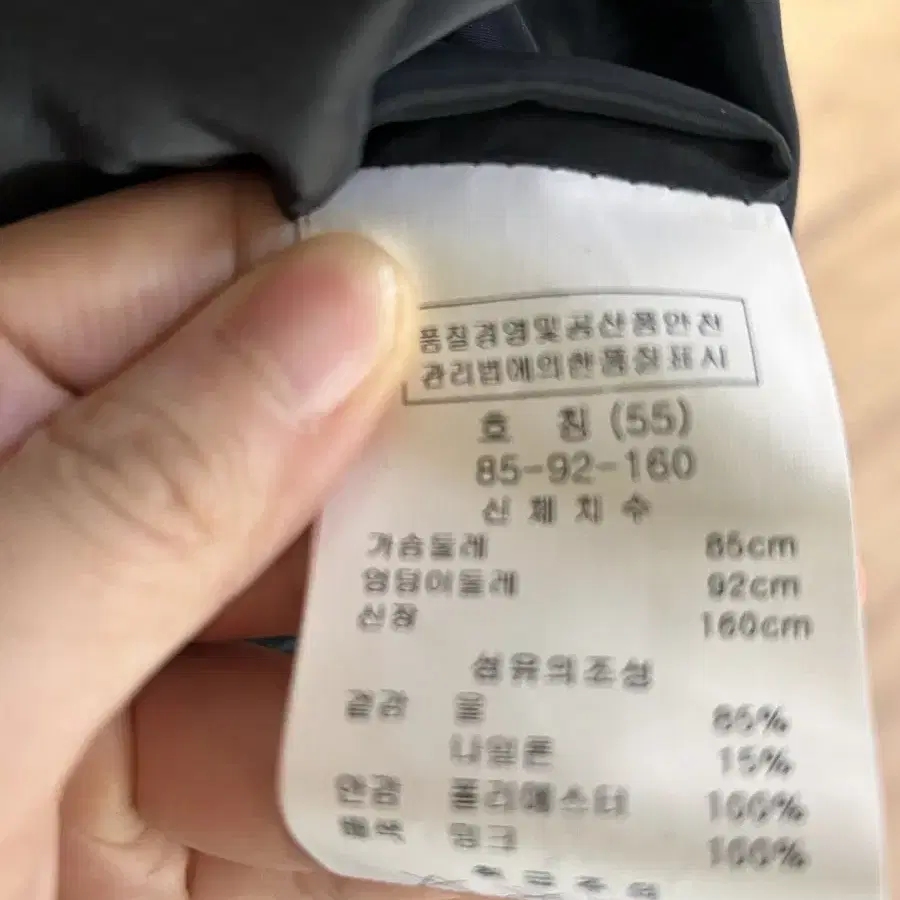 품질경영및공산품안전
관리법에의한품질표시
호 칭 (55)
85-92-160
신 체 치 수
가슴둘레 85cm
엉덩이둘레 92cm
신장 160cm
섬유의조성
겉감 울 85%
나일론 15%
안감 폴리에스터 100%
배색 밍크 100%